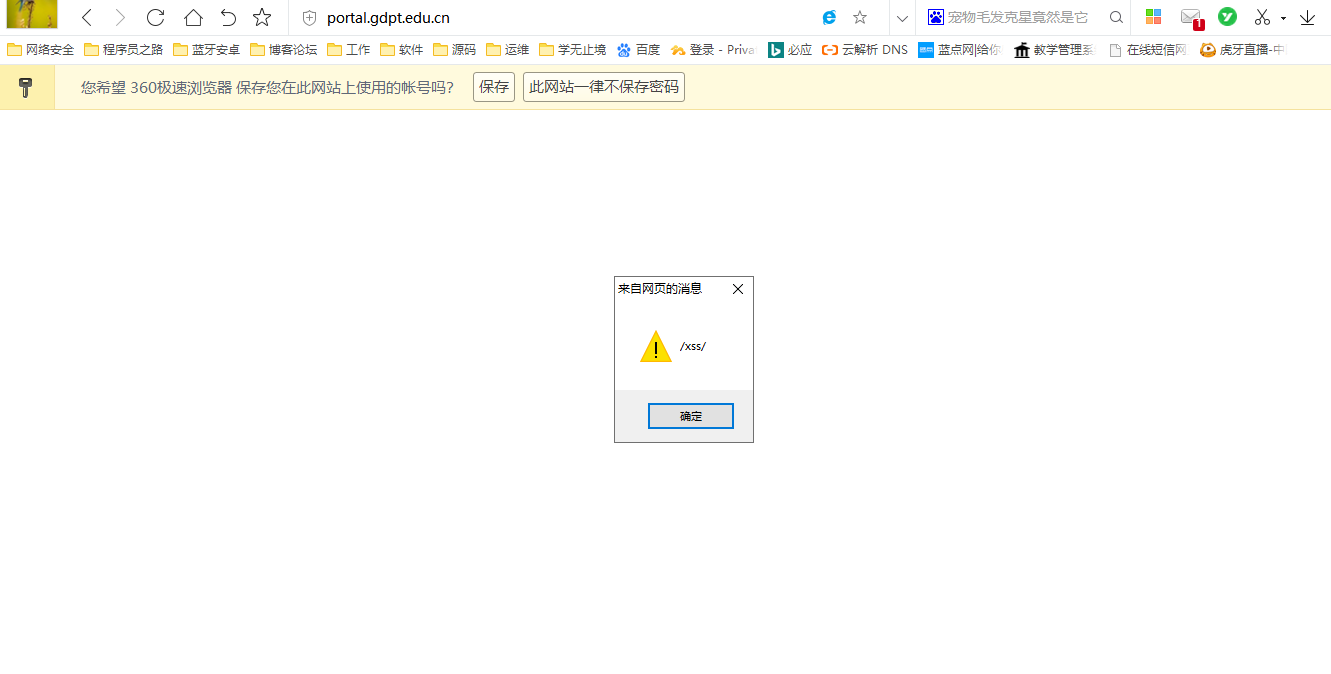 portal.gdpt.edu.cn
宠物毛发克星竟然是它
1
网络安全 程序员之路 蓝牙安卓 博客论坛 工作 软件 源码 运维 学无止境 百度 登录 - Priva 必应 云解析 DNS 蓝点网|给你 教学管理系 在线短信网 虎牙直播-中
您希望 360极速浏览器 保存您在此网站上使用的帐号吗? 保存 此网站一律不保存密码
来自网页的消息
/xss/
确定